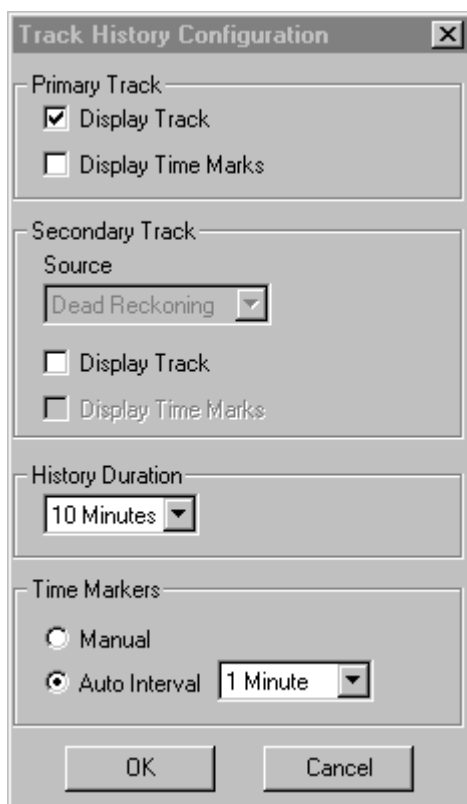 Track History Configuration
Primary Track
Display Track
Display Time Marks
Secondary Track
Source
Dead Reckoning
Display Track
Display Time Marks
History Duration
10 Minutes
Time Markers
Manual
Auto Interval 1 Minute
OK Cancel